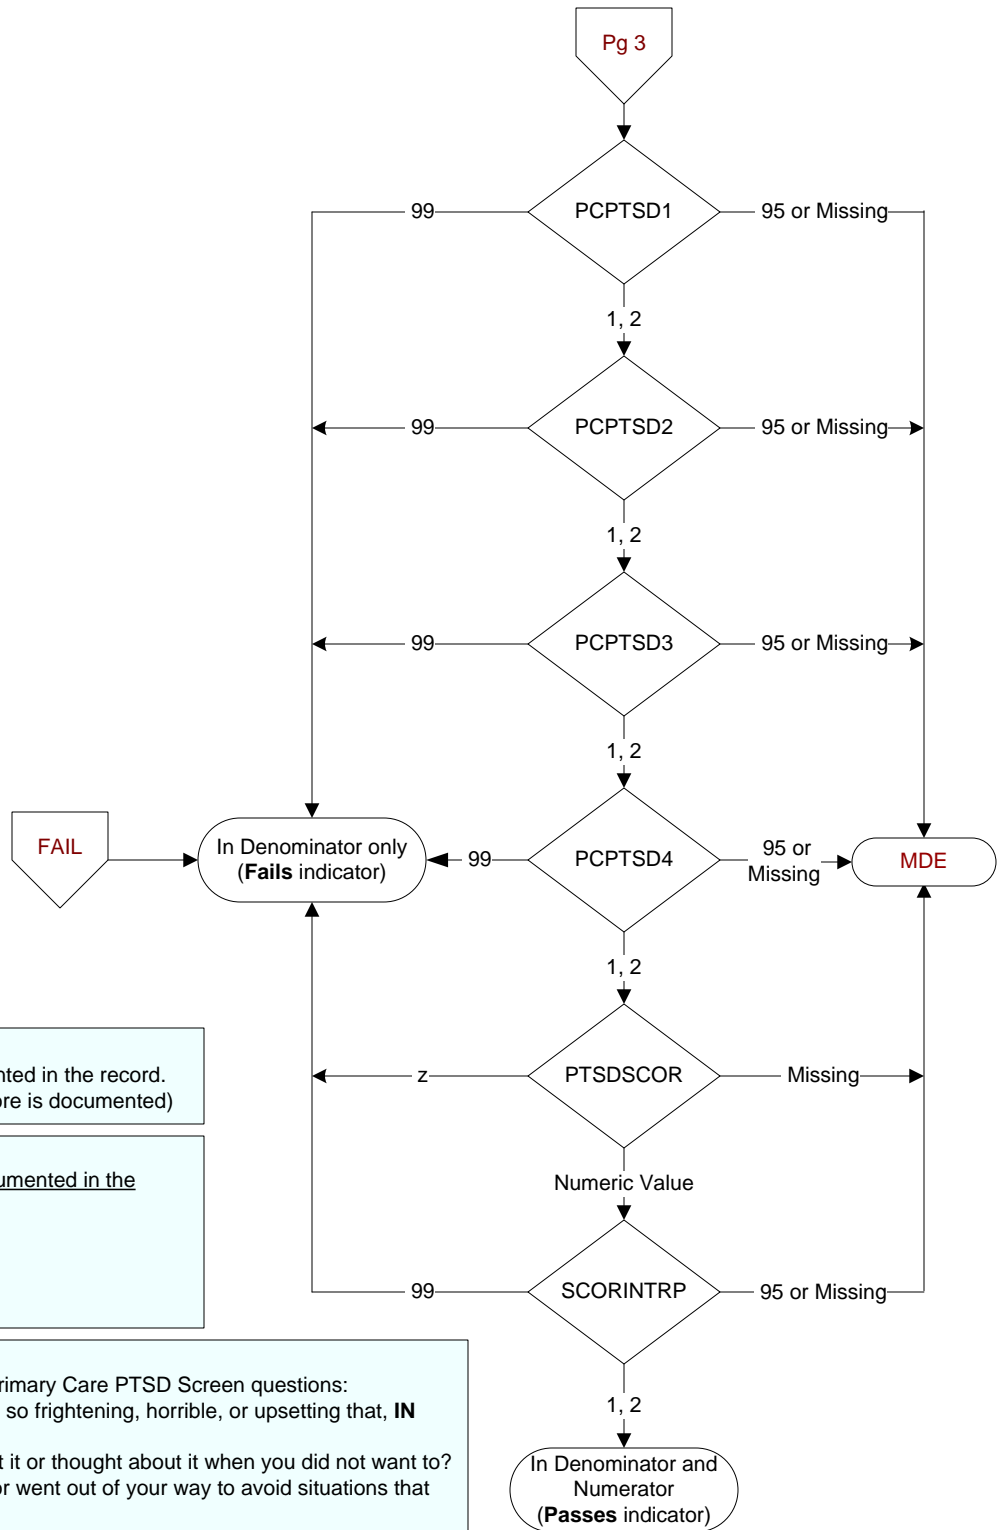 Pg 3
PCPTSD1
99
95 or Missing
1, 2
PCPTSD2
99
95 or Missing
1, 2
PCPTSD3
99
95 or Missing
1, 2
FAIL
In Denominator only
(Fails indicator)
99
PCPTSD4
95 or
Missing
MDE
1, 2
nted in the record.
ore is documented)
z
PTSDSCOR
Missing
umented in the
Numeric Value
99
SCORINTRP
95 or Missing
rimary Care PTSD Screen questions:
so frightening, horrible, or upsetting that, IN
t it or thought about it when you did not want to?
or went out of your way to avoid situations that
1, 2
In Denominator and
Numerator
(Passes indicator)